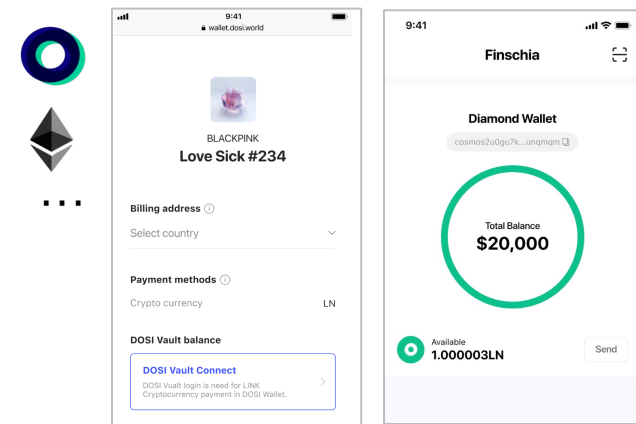 ...
9:41
wallet.dosi.world
BLACKPINK
Love Sick #234
Billing address
Select country
Payment methods
Crypto currency LN
DOSI Vault balance
DOSI Vault Connect
DOSI Vualt login is need for LINK
Cryptocurrency payment in DOSI Wallet.
9:41
Finschia
Diamond Wallet
cosmos2u0gu7k...unqmqm
Total Balance
$20,000
Available
1.000003LN
Send